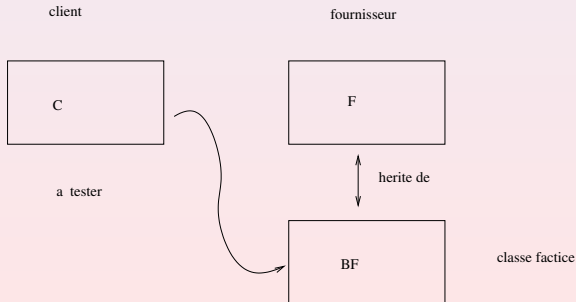 client
fournisseur
C
F
a tester
herite de
BF
classe factice